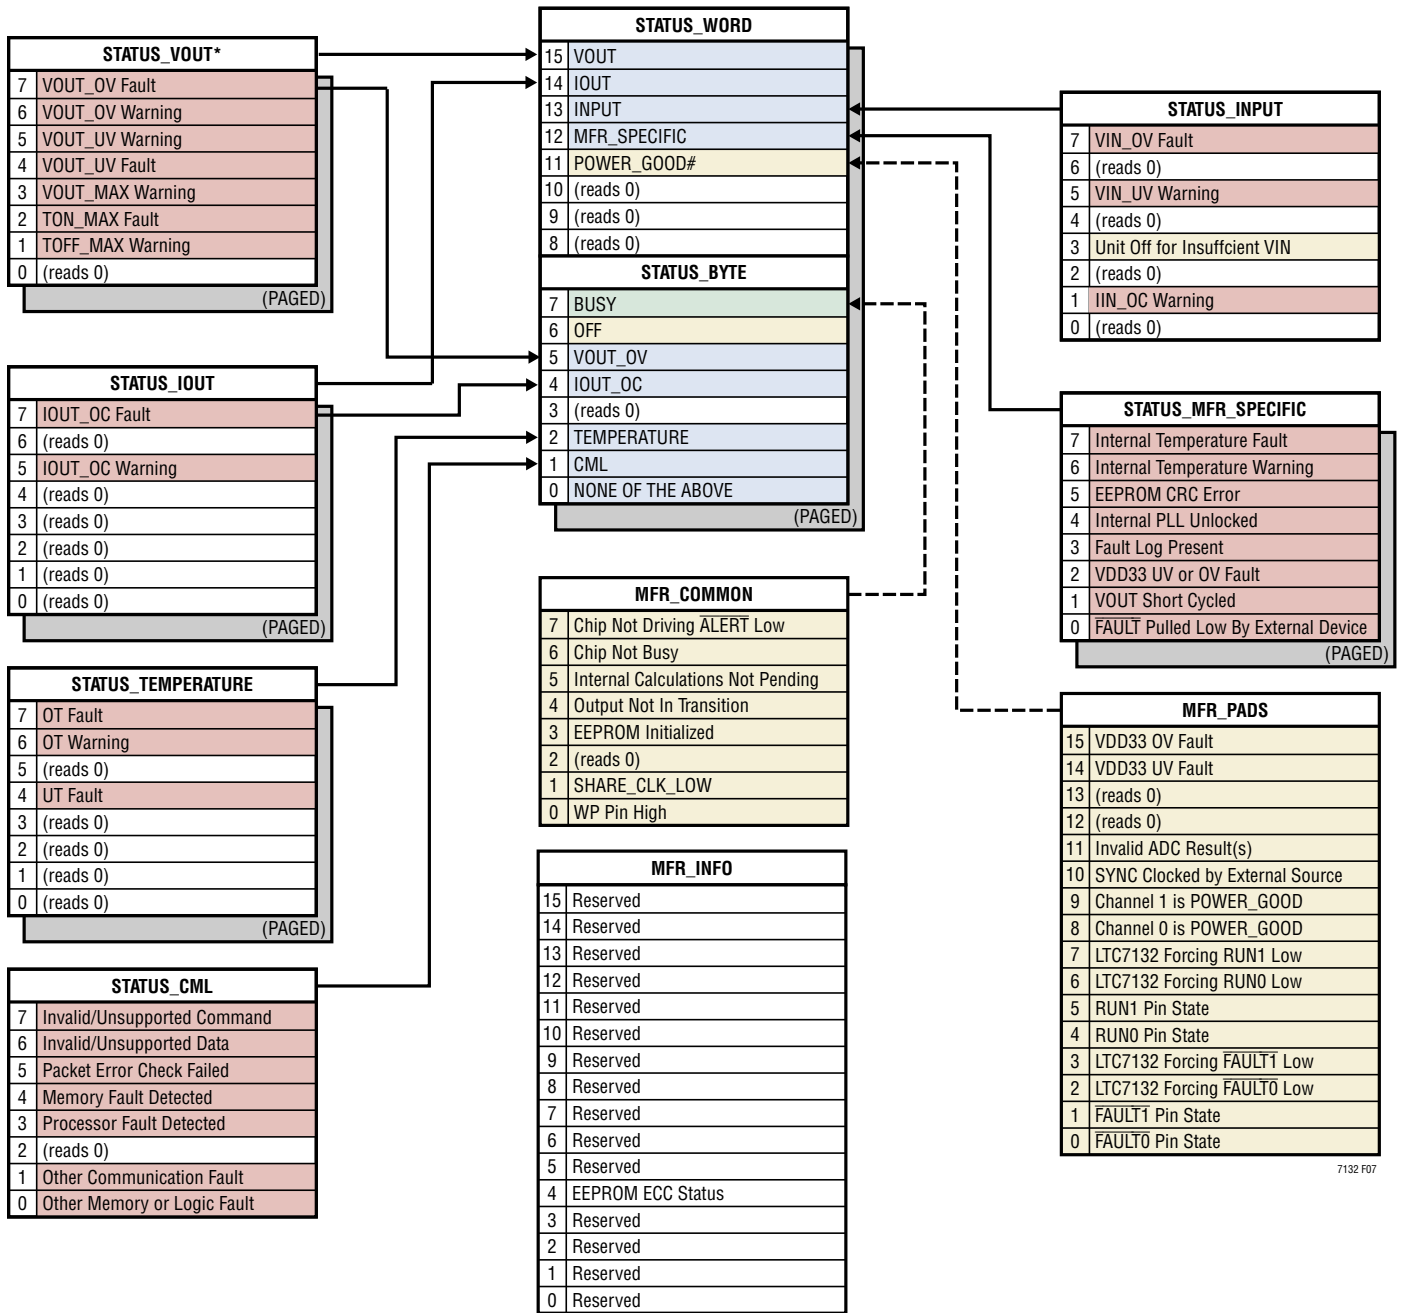 STATUS_VOUT*
7 VOUT_OV Fault
6 VOUT_OV Warning
5 VOUT_UV Warning
4 VOUT_UV Fault
3 VOUT_MAX Warning
2 TON_MAX Fault
1 TOFF_MAX Warning
0 (reads 0)
(PAGED)
STATUS_IOUT
7 IOUT_OC Fault
6 (reads 0)
5 IOUT_OC Warning
4 (reads 0)
3 (reads 0)
2 (reads 0)
1 (reads 0)
0 (reads 0)
(PAGED)
STATUS_TEMPERATURE
7 OT Fault
6 OT Warning
5 (reads 0)
4 UT Fault
3 (reads 0)
2 (reads 0)
1 (reads 0)
0 (reads 0)
(PAGED)
STATUS_CML
7 Invalid/Unsupported Command
6 Invalid/Unsupported Data
5 Packet Error Check Failed
4 Memory Fault Detected
3 Processor Fault Detected
2 (reads 0)
1 Other Communication Fault
0 Other Memory or Logic Fault
STATUS_WORD
15 VOUT
14 IOUT
13 INPUT
12 MFR_SPECIFIC
11 POWER_GOOD#
10 (reads 0)
9 (reads 0)
8 (reads 0)
STATUS_BYTE
7 BUSY
6 OFF
5 VOUT_OV
4 IOUT_OC
3 (reads 0)
2 TEMPERATURE
1 CML
0 NONE OF THE ABOVE
(PAGED)
MFR_COMMON
7 Chip Not Driving ALERT Low
6 Chip Not Busy
5 Internal Calculations Not Pending
4 Output Not In Transition
3 EEPROM Initialized
2 (reads 0)
1 SHARE_CLK_LOW
0 WP Pin High
MFR_INFO
15 Reserved
14 Reserved
13 Reserved
12 Reserved
11 Reserved
10 Reserved
9 Reserved
8 Reserved
7 Reserved
6 Reserved
5 Reserved
4 EEPROM ECC Status
3 Reserved
2 Reserved
1 Reserved
0 Reserved
STATUS_INPUT
7 VIN_OV Fault
6 (reads 0)
5 VIN_UV Warning
4 (reads 0)
3 Unit Off for Insuffcient VIN
2 (reads 0)
1 IIN_OC Warning
0 (reads 0)
STATUS_MFR_SPECIFIC
7 Internal Temperature Fault
6 Internal Temperature Warning
5 EEPROM CRC Error
4 Internal PLL Unlocked
3 Fault Log Present
2 VDD33 UV or OV Fault
1 VOUT Short Cycled
0 FAULT Pulled Low By External Device
(PAGED)
MFR_PADS
15 VDD33 OV Fault
14 VDD33 UV Fault
13 (reads 0)
12 (reads 0)
11 Invalid ADC Result(s)
10 SYNC Clocked by External Source
9 Channel 1 is POWER_GOOD
8 Channel 0 is POWER_GOOD
7 LTC7132 Forcing RUN1 Low
6 LTC7132 Forcing RUN0 Low
5 RUN1 Pin State
4 RUN0 Pin State
3 LTC7132 Forcing FAULT1 Low
2 LTC7132 Forcing FAULT0 Low
1 FAULT1 Pin State
0 FAULT0 Pin State
7132 F07